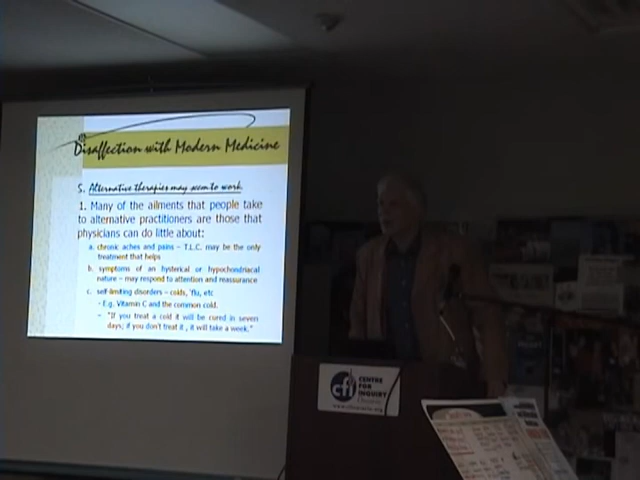 Disaffection with Modern Medicine
5. Alternative therapies may seem to work.
1. Many of the ailments that people take
to alternative practitioners are those that
physicians can do little about:
a. chronic aches and pains – T.L.C. may be the only
treatment that helps
b. symptoms of an hysterical or hypochondriacal
nature – may respond to attention and reassurance
c. self-limiting disorders – colds, 'flu, etc
- E.g. Vitamin C and the common cold.
– "If you treat a cold it will be cured in seven
days; if you don't treat it , it will take a week."
cfi
CENTRE
FOR
INQUIRY